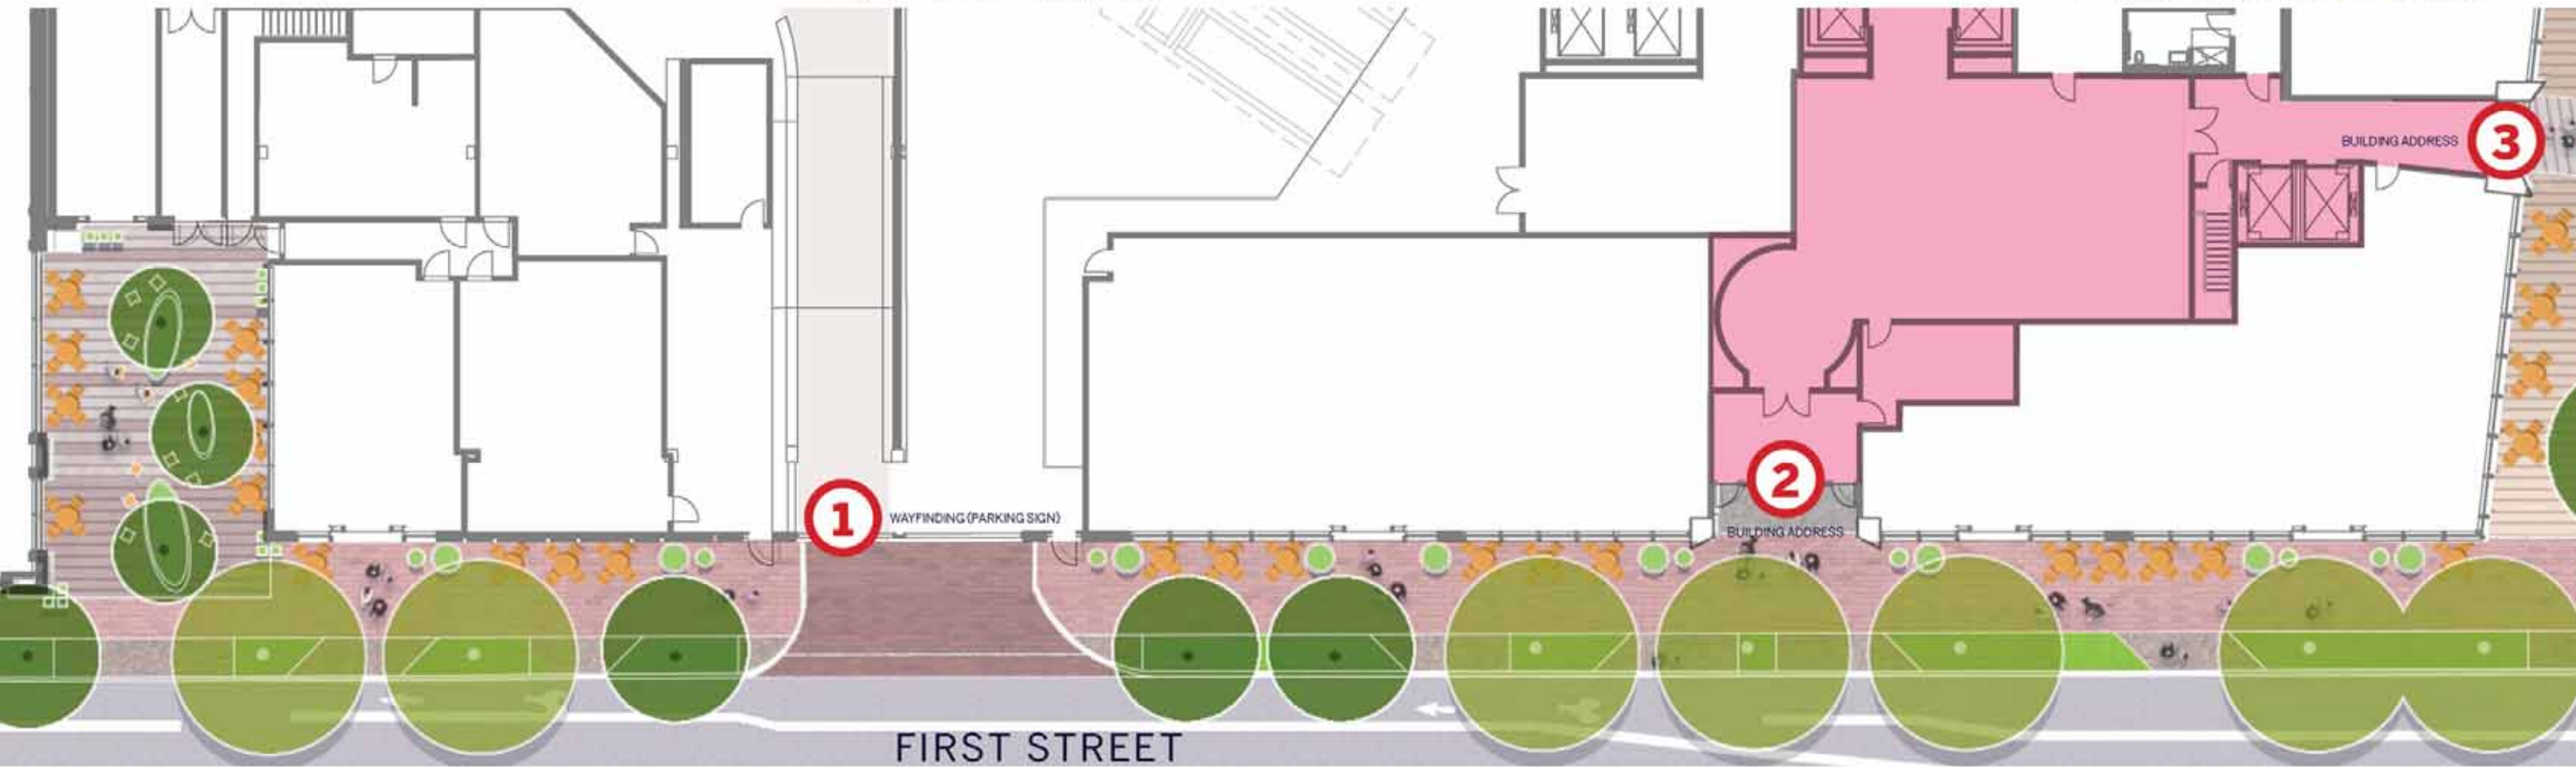 BUILDING ADDRESS
3
2
1
WAYFINDING (PARKING SIGN)
BUILDING ADDRESS
FIRST STREET